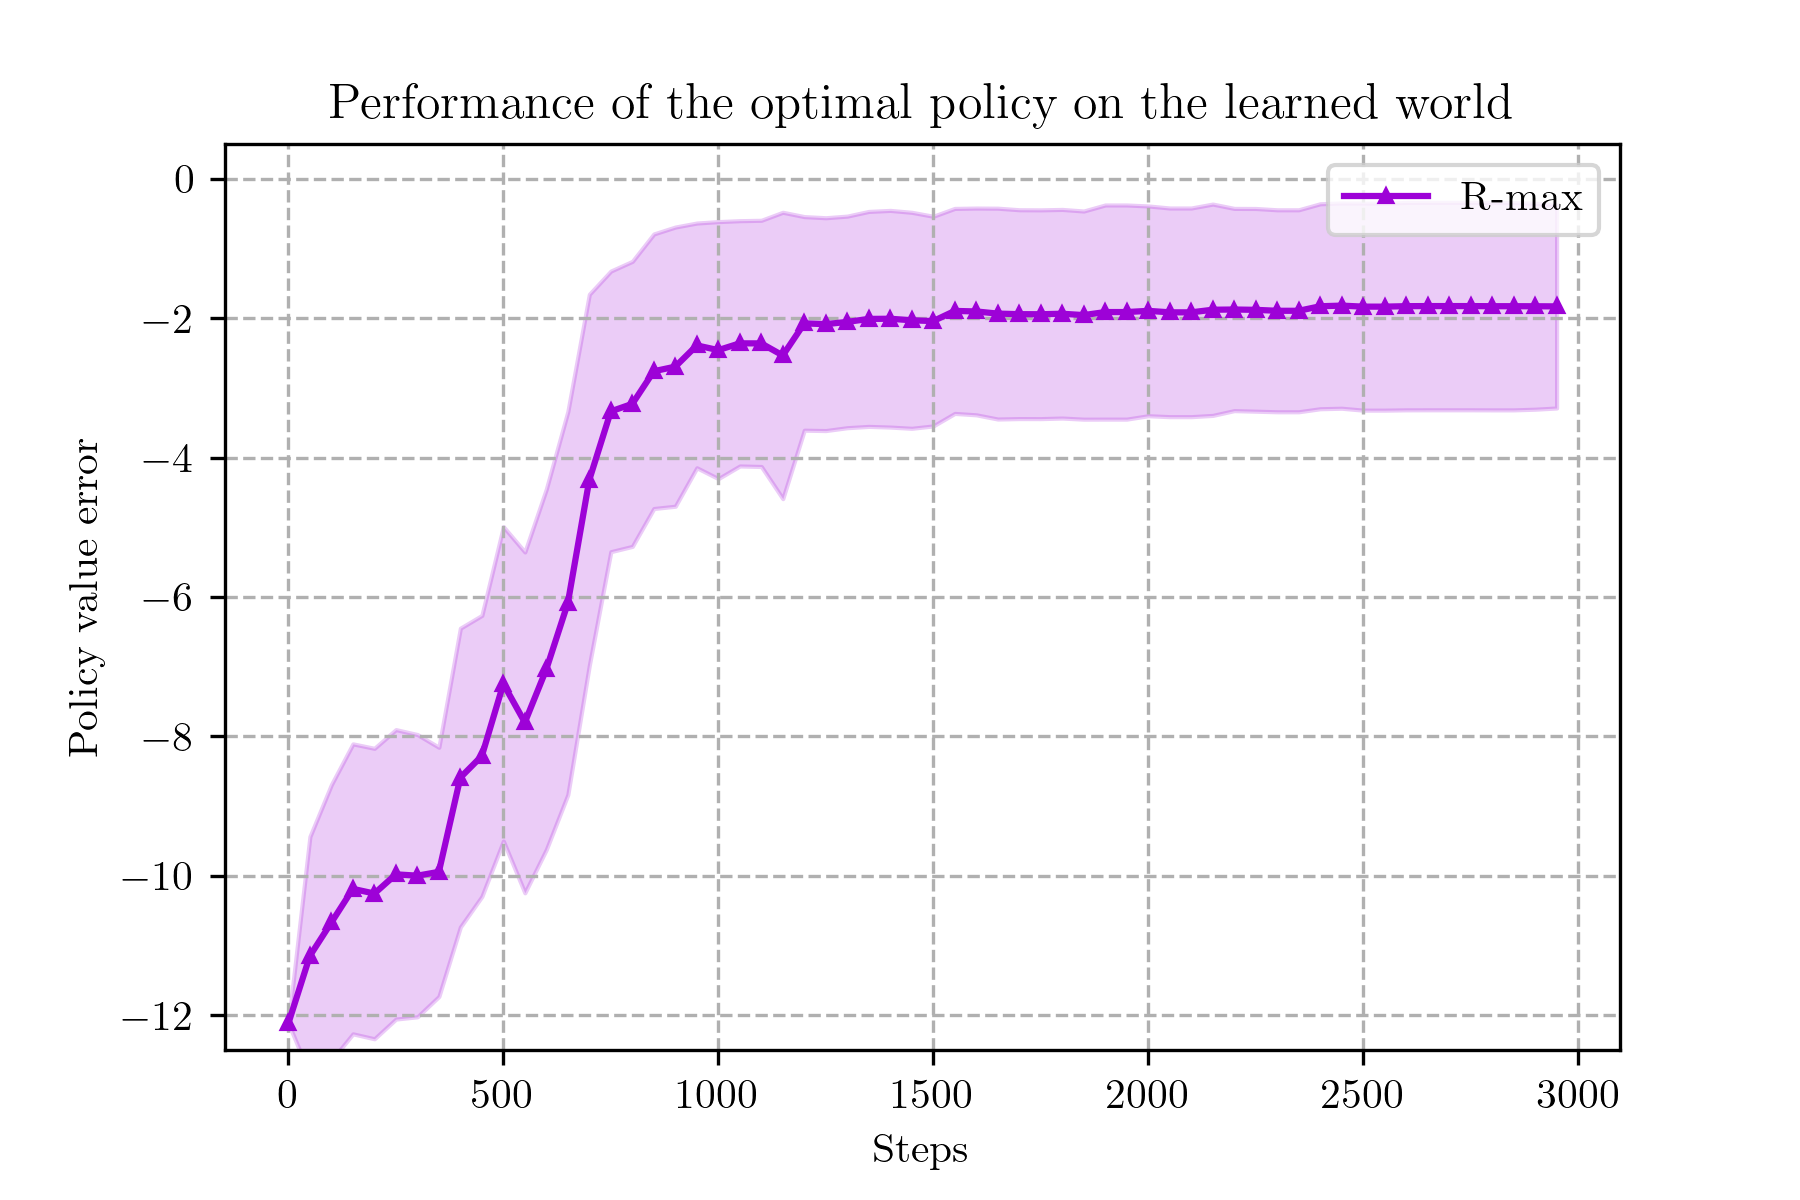 Performance of the optimal policy on the learned world
R-max
0
−2
−4
−6
−8
−10
−12
Policy value error
0 500 1000 1500 2000 2500 3000
Steps